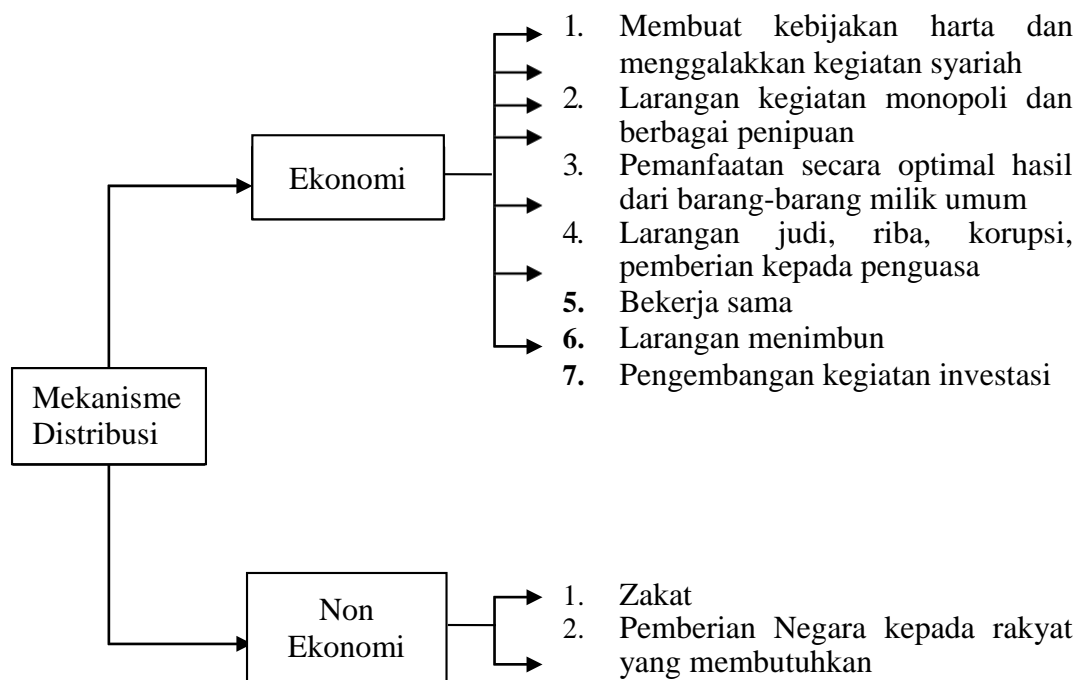 Mekanisme
Distribusi
Ekonomi
1. Membuat kebijakan harta dan
menggalakkan kegiatan syariah
2. Larangan kegiatan monopoli dan
berbagai penipuan
3. Pemanfaatan secara optimal hasil
dari barang-barang milik umum
4. Larangan judi, riba, korupsi,
pemberian kepada penguasa
5. Bekerja sama
6. Larangan menimbun
7. Pengembangan kegiatan investasi
Non
Ekonomi
1. Zakat
2. Pemberian Negara kepada rakyat
yang membutuhkan